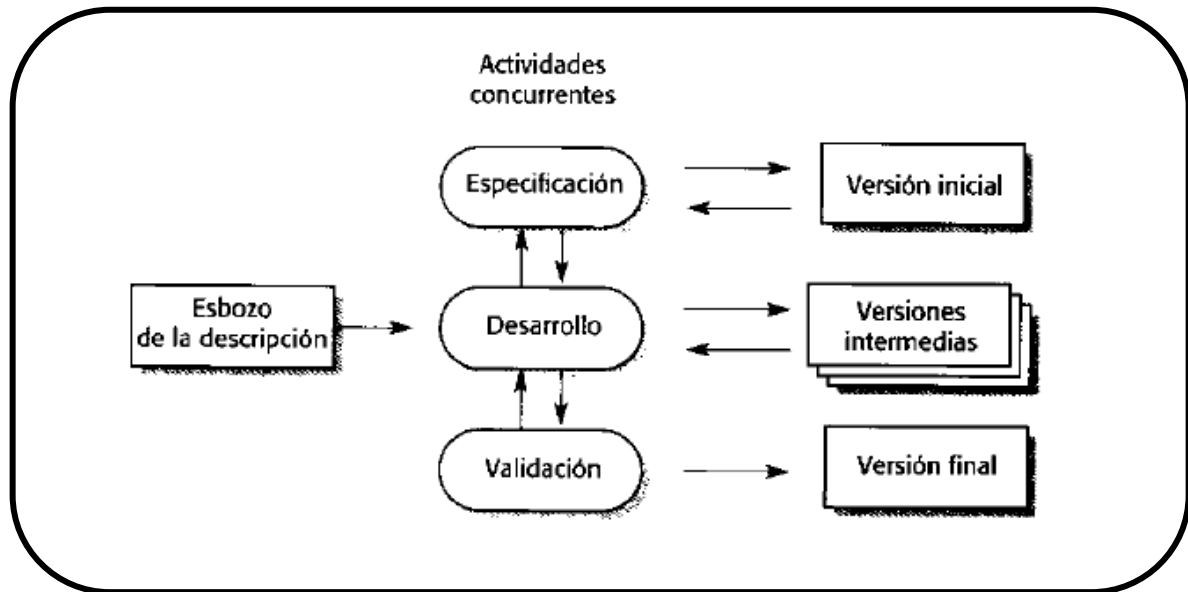 Actividades
concurrentes
Especificación
Versión inicial
Esbozo
de la descripción
Desarrollo
Versiones
intermedias
Validación
Versión final